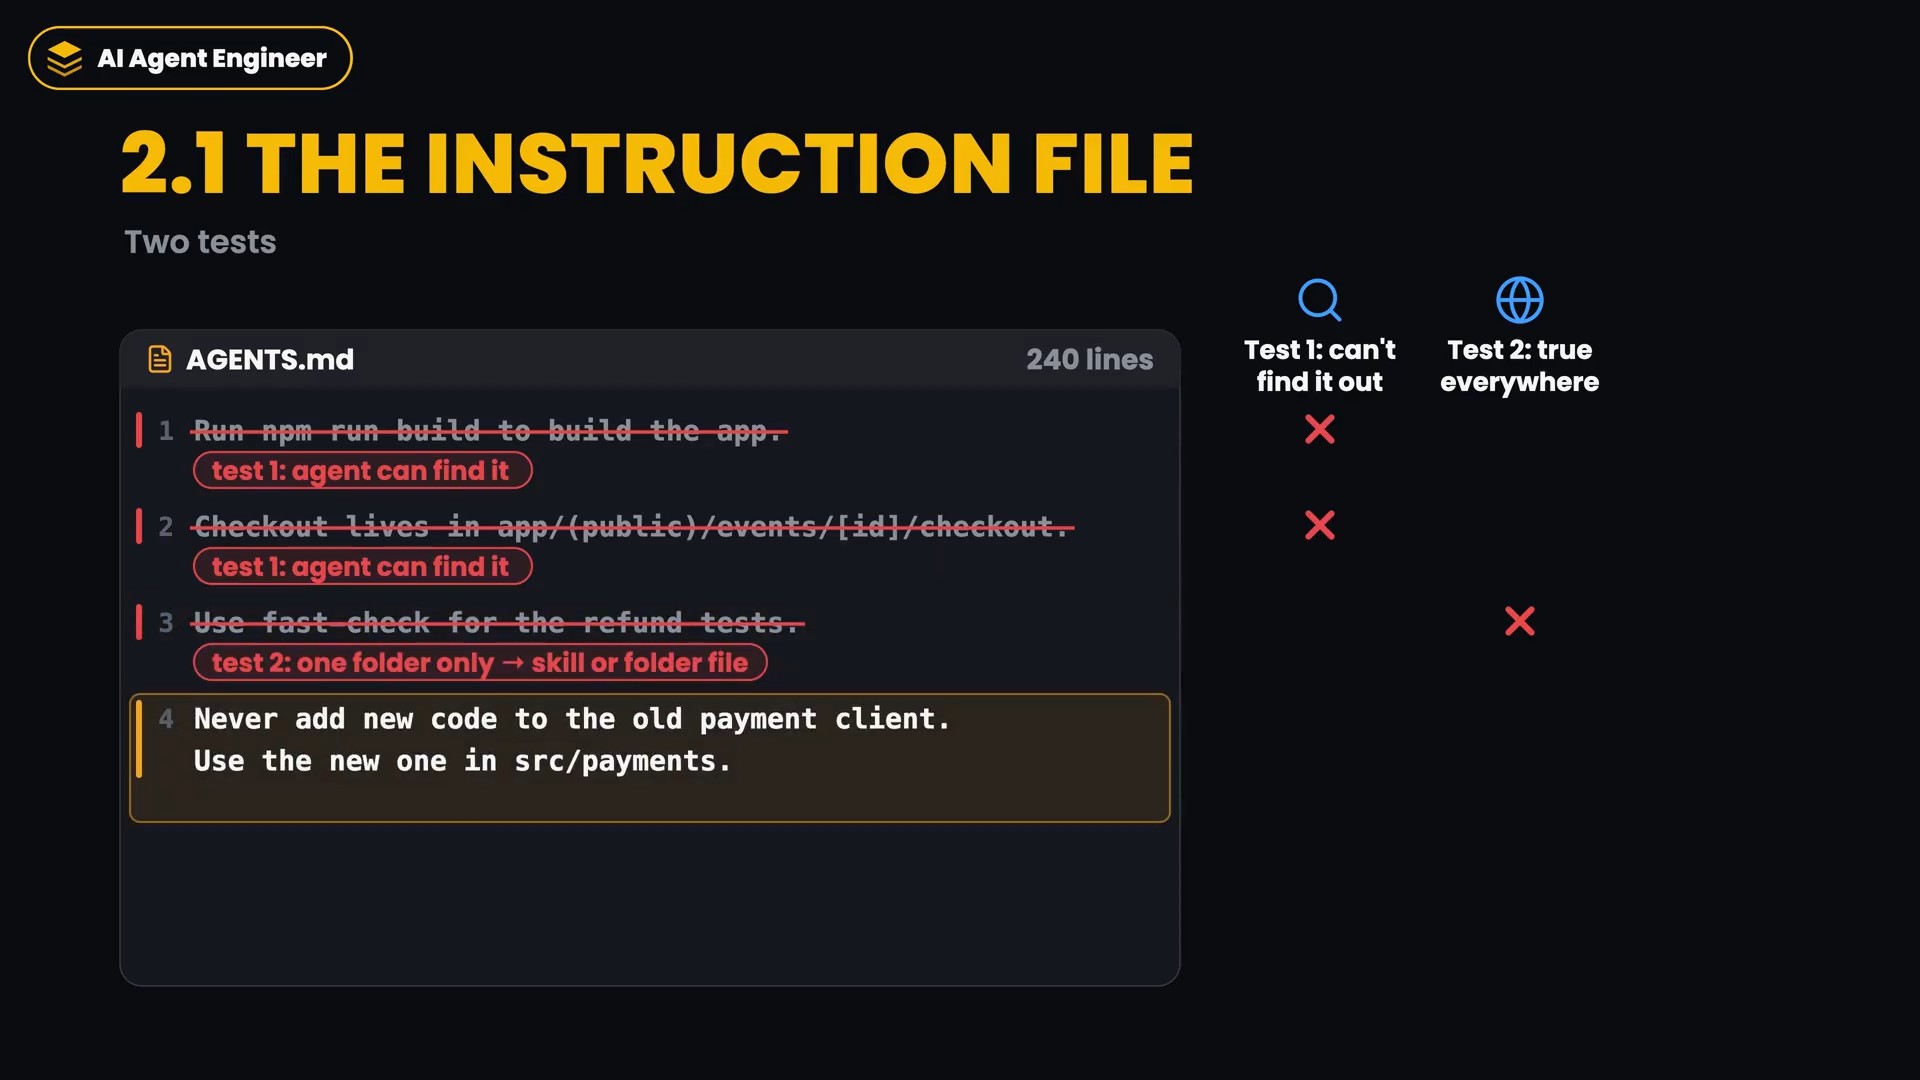 AI Agent Engineer
2.1 THE INSTRUCTION FILE
Two tests
AGENTS.md
240 lines
Test 1: can't
find it out
Test 2: true
everywhere
1 Run npm run build to build the app.
test 1: agent can find it
2 Checkout lives in app/(public)/events/[id]/checkout.
test 1: agent can find it
3 Use fast-check for the refund tests.
test 2: one folder only → skill or folder file
4 Never add new code to the old payment client.
Use the new one in src/payments.